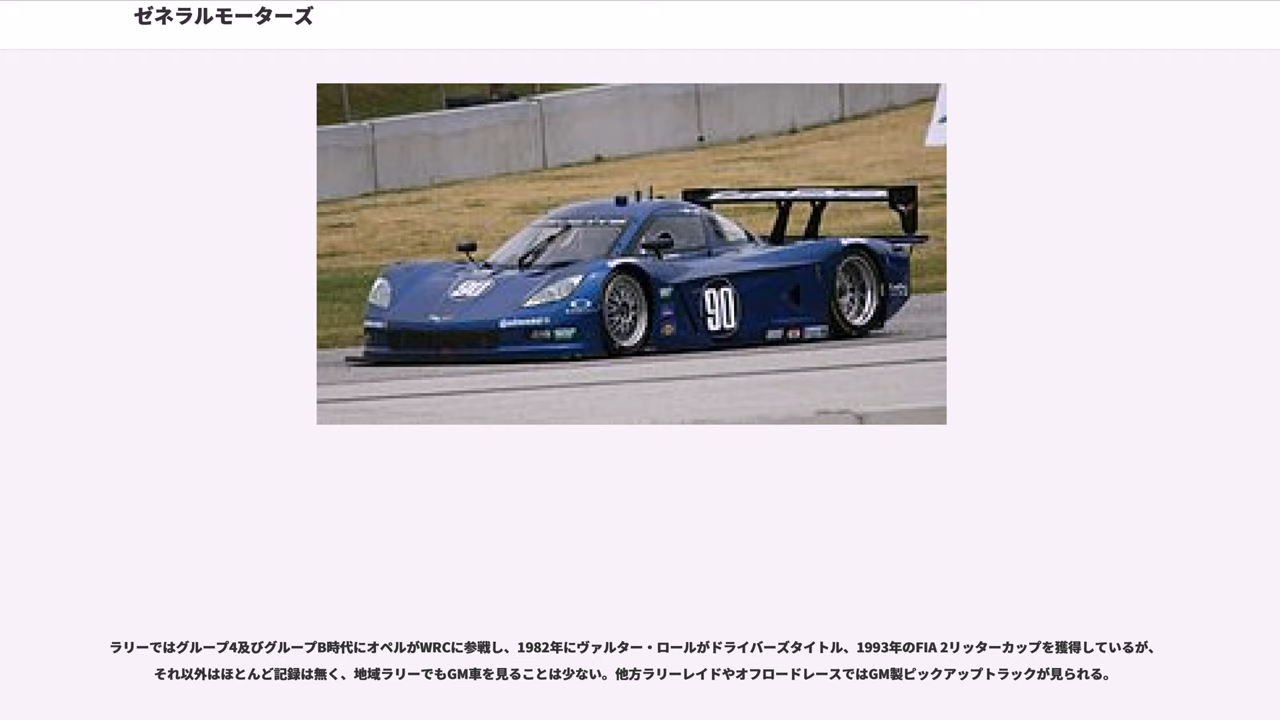 ゼネラルモーターズ
90
90
ラリーではグループ4及びグループB時代にオペルがWRCに参戦し、1982年にヴァルター・ロールがドライバーズタイトル、1993年のFIA 2リッターカップを獲得しているが、
それ以外はほとんど記録は無く、地域ラリーでもGM車を見ることは少ない。他方ラリーレイドやオフロードレースではGM製ピックアップトラックが見られる。